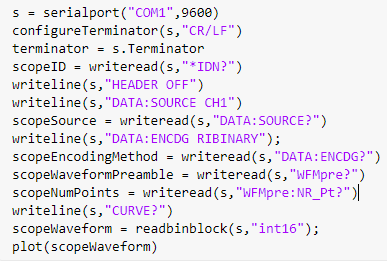 s = serialport("COM1",9600)
configureTerminator(s,"CR/LF")
terminator = s.Terminator
scopeID = writeread(s,"*IDN?")
writeline(s,"HEADER OFF")
writeline(s,"DATA:SOURCE CH1")
scopeSource = writeread(s,"DATA:SOURCE?")
writeline(s,"DATA:ENCDG RIBINARY");
scopeEncodingMethod = writeread(s,"DATA:ENCDG?")
scopeWaveformPreamble = writeread(s,"WFMpre?")
scopeNumPoints = writeread(s,"WFMpre:NR_Pt?")
writeline(s,"CURVE?")
scopeWaveform = readbinblock(s,"int16");
plot(scopeWaveform)